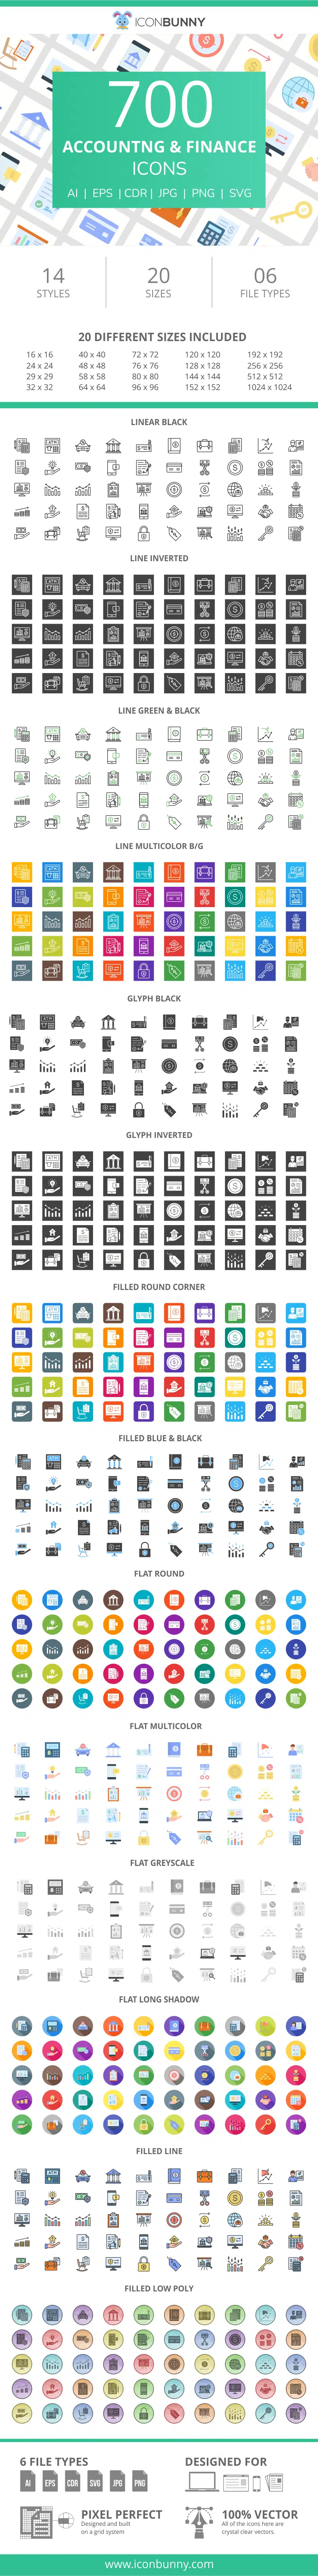 ICONBUNNY
700
ACCOUNTNG & FINANCE
ICONS
AI | EPS | CDR | JPG | PNG | SVG
14
STYLES
20
SIZES
06
FILE TYPES
20 DIFFERENT SIZES INCLUDED
16 x 16 40 x 40 72 x 72 120 x 120 192 x 192
24 x 24 48 x 48 76 x 76 128 x 128 256 x 256
29 x 29 58 x 58 80 x 80 144 x 144 512 x 512
32 x 32 64 x 64 96 x 96 152 x 152 1024 x 1024
LINEAR BLACK
LINE INVERTED
LINE GREEN & BLACK
LINE MULTICOLOR B/G
GLYPH BLACK
GLYPH INVERTED
FILLED ROUND CORNER
FILLED BLUE & BLACK
FLAT ROUND
FLAT MULTICOLOR
FLAT GREYSCALE
FLAT LONG SHADOW
FILLED LINE
FILLED LOW POLY
6 FILE TYPES
AI EPS CDR SVG JPG PNG
DESIGNED FOR
PIXEL PERFECT
Designed and built
on a grid system
100% VECTOR
All of the icons here are
crystal clear vectors.
www.iconbunny.com